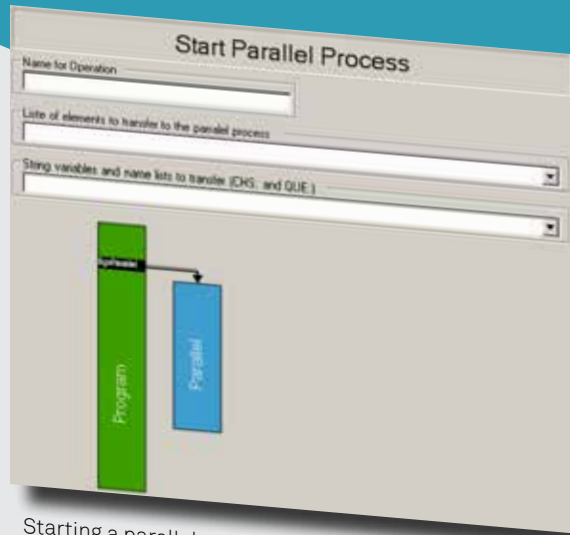 Start Parallel Process
Name for Operation
Liste of elements to transfer to the parralel process
String variables and name lists to transfer (CHS. and QUE.)
Program
Parallel
Starting a parallel